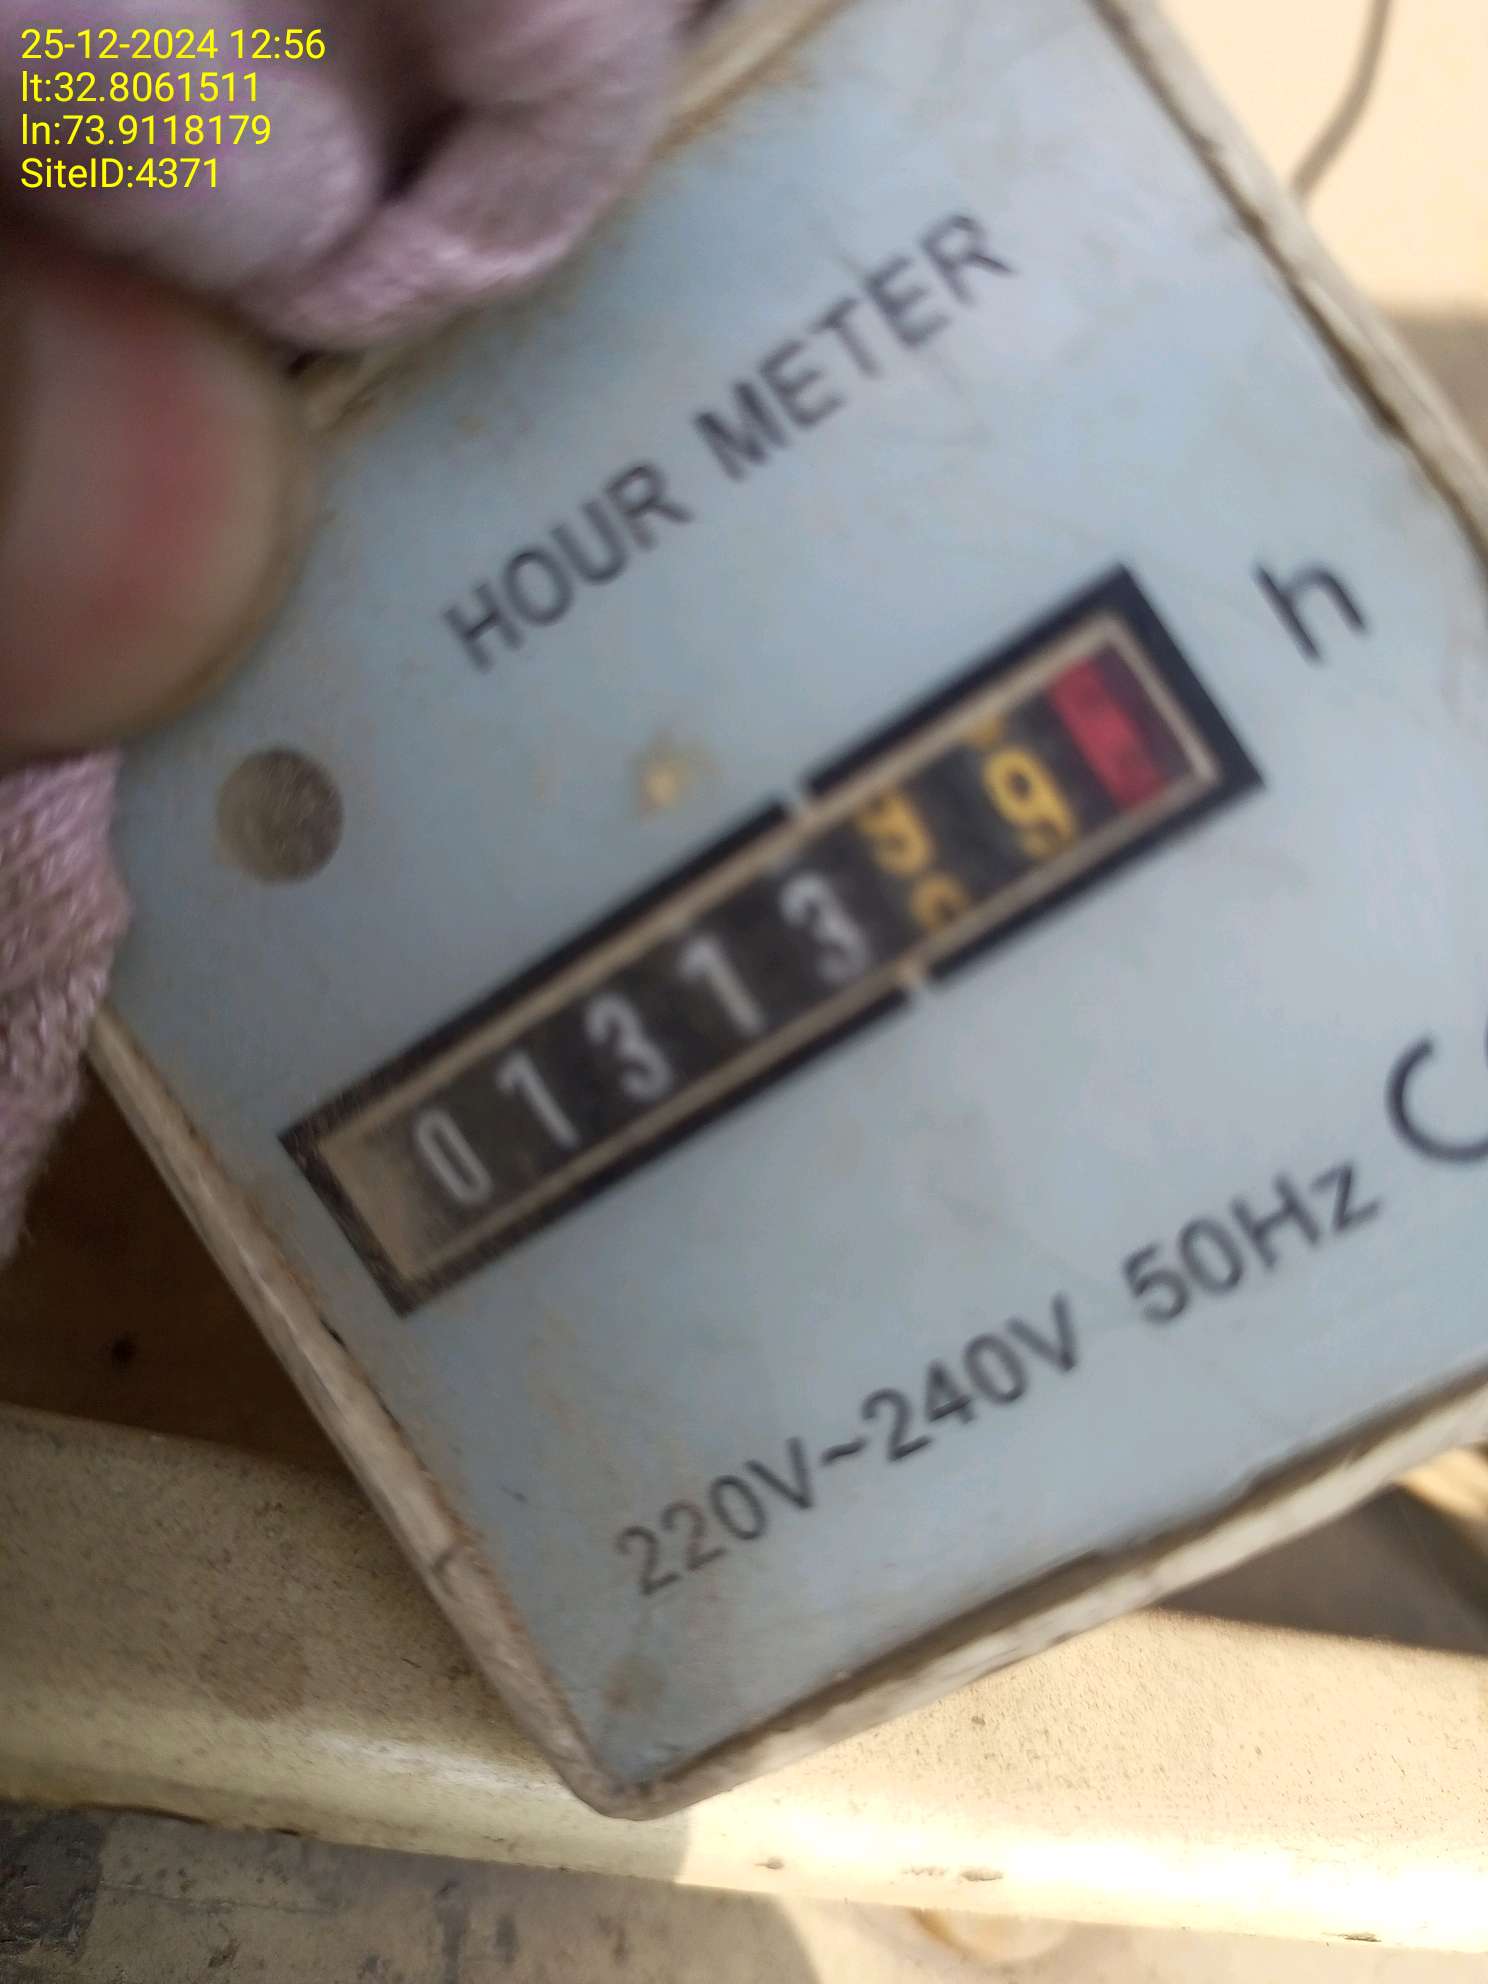 25-12-2024 12:56
lt:32.8061511
ln:73.9118179
SiteID:4371
HOUR METER
01313 9 h
220V~240V 50Hz